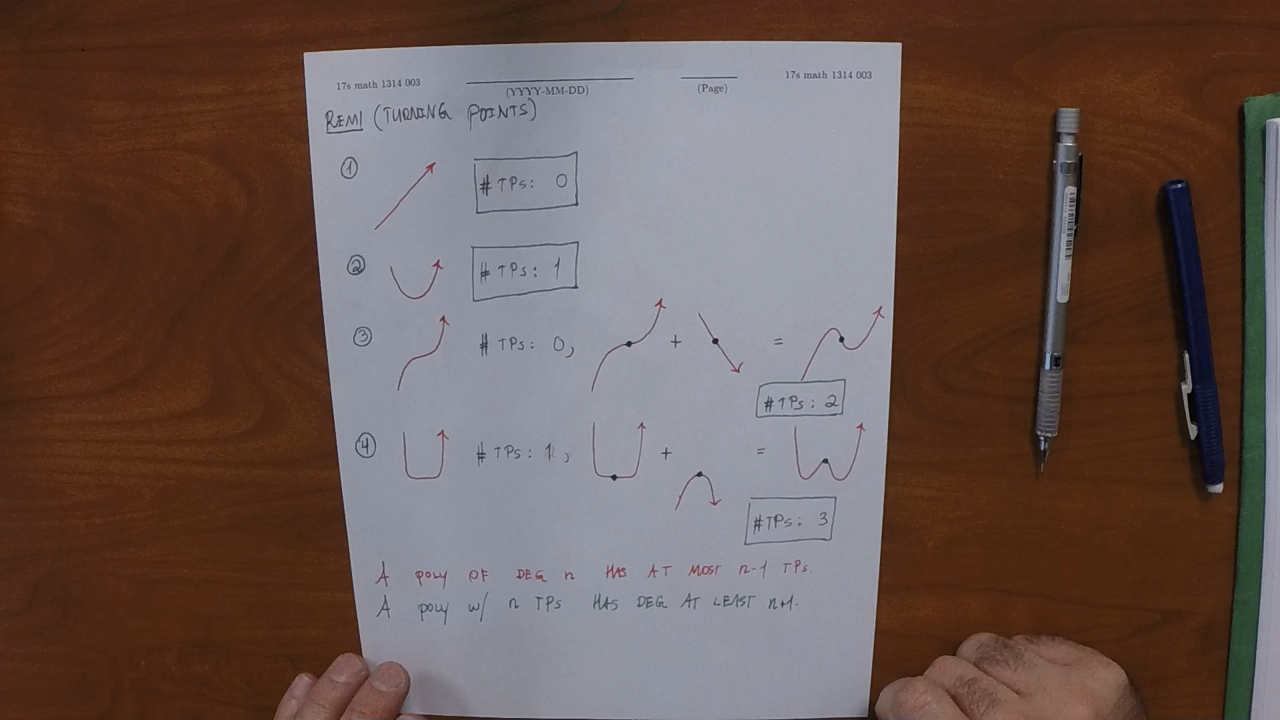 17s math 1314 003
(YYYY-MM-DD)
(Page)
17s math 1314 003
REM! (TURNING POINTS)
① # TPs: 0
② # TPs: 1
③ # TPs: 0, + =
# TPs: 2
④ # TPs: 1, + =
# TPs: 3
A poly OF DEG n HAS AT MOST n-1 TPs.
A poly w/ n TPs HAS DEG AT LEAST n+1.